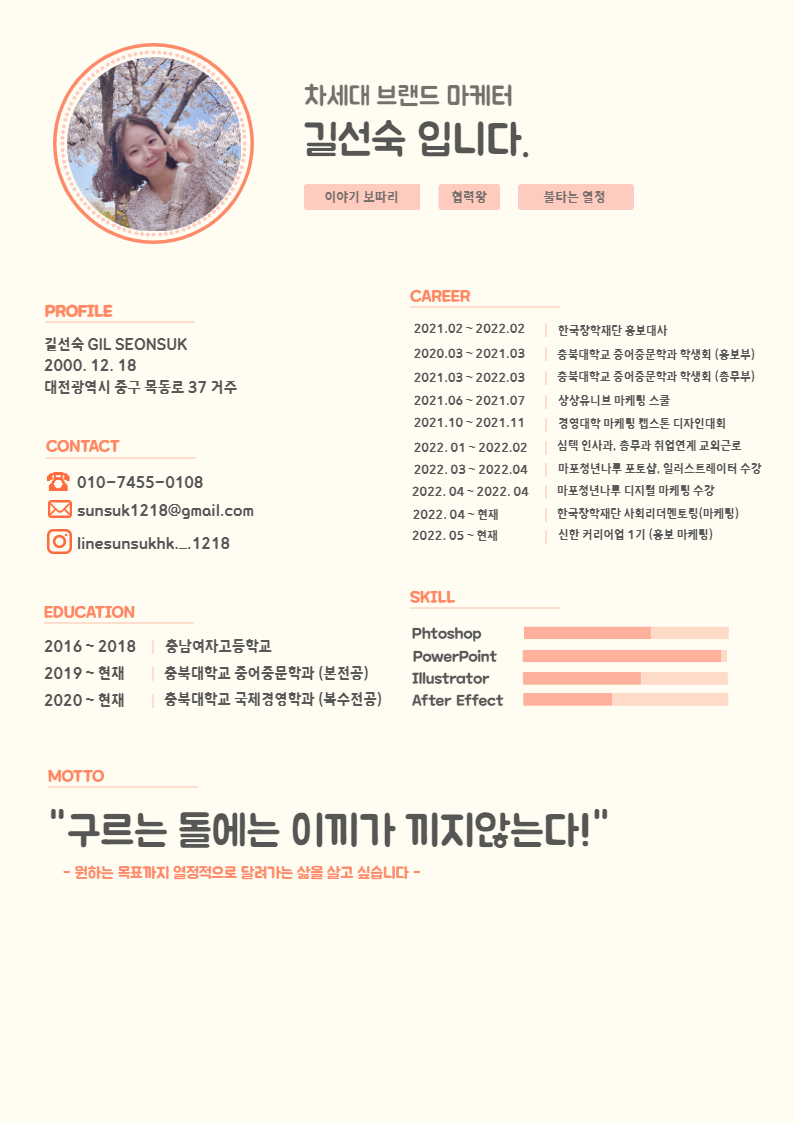 차세대 브랜드 마케터
길선숙 입니다.
이야기 보따리
협력왕
불타는 열정
PROFILE
길선숙 GIL SEONSUK
2000. 12. 18
대전광역시 중구 목동로 37 거주
CONTACT
010-7455-0108
sunsuk1218@gmail.com
linesunsukhk._.1218
EDUCATION
2016 ~ 2018 | 충남여자고등학교
2019 ~ 현재 | 충북대학교 중어중문학과 (본전공)
2020 ~ 현재 | 충북대학교 국제경영학과 (복수전공)
CAREER
2021.02 ~ 2022.02 | 한국장학재단 홍보대사
2020.03 ~ 2021.03 | 충북대학교 중어중문학과 학생회 (홍보부)
2021.03 ~ 2022.03 | 충북대학교 중어중문학과 학생회 (총무부)
2021.06 ~ 2021.07 | 상상유니브 마케팅 스쿨
2021.10 ~ 2021.11 | 경영대학 마케팅 캡스톤 디자인대회
2022. 01 ~ 2022.02 | 심텍 인사과, 총무과 취업연계 교외근로
2022. 03 ~ 2022.04 | 마포청년나루 포토샵, 일러스트레이터 수강
2022. 04 ~ 2022. 04 | 마포청년나루 디지털 마케팅 수강
2022. 04 ~ 현재 | 한국장학재단 사회리더멘토링(마케팅)
2022. 05 ~ 현재 | 신한 커리어업 1기 (홍보 마케팅)
SKILL
Phtoshop
PowerPoint
Illustrator
After Effect
MOTTO
"구르는 돌에는 이끼가 끼지않는다!"
- 원하는 목표까지 열정적으로 달려가는 삶을 살고 싶습니다 -